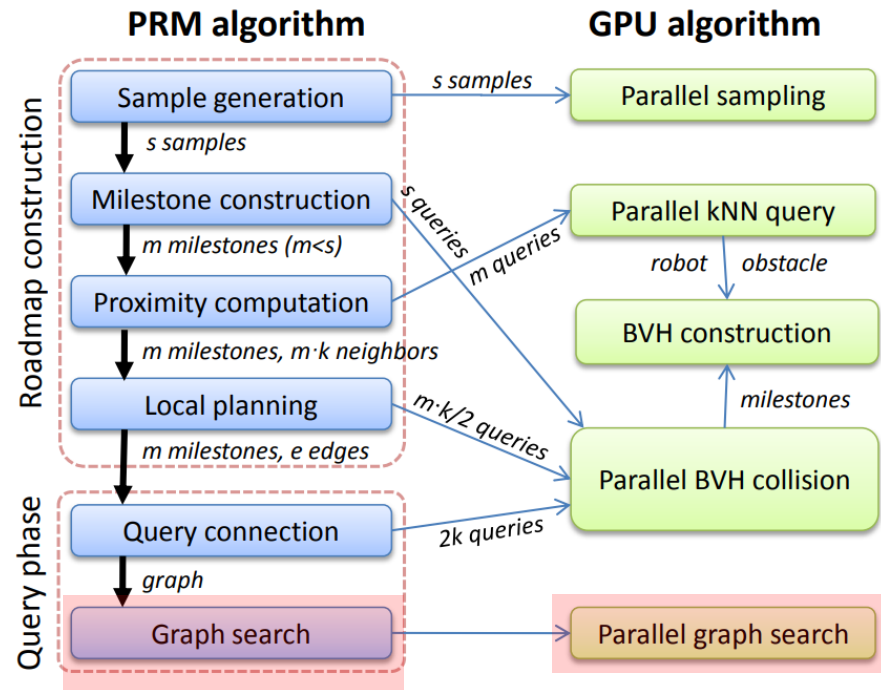 PRM algorithm
GPU algorithm
Roadmap construction
Sample generation
s samples
Parallel sampling
s samples
Milestone construction
s queries
Parallel kNN query
m milestones (m<s)
m queries
robot obstacle
Proximity computation
BVH construction
m milestones, m·k neighbors
Local planning
m·k/2 queries
milestones
m milestones, e edges
Parallel BVH collision
Query phase
Query connection
2k queries
graph
Graph search
Parallel graph search